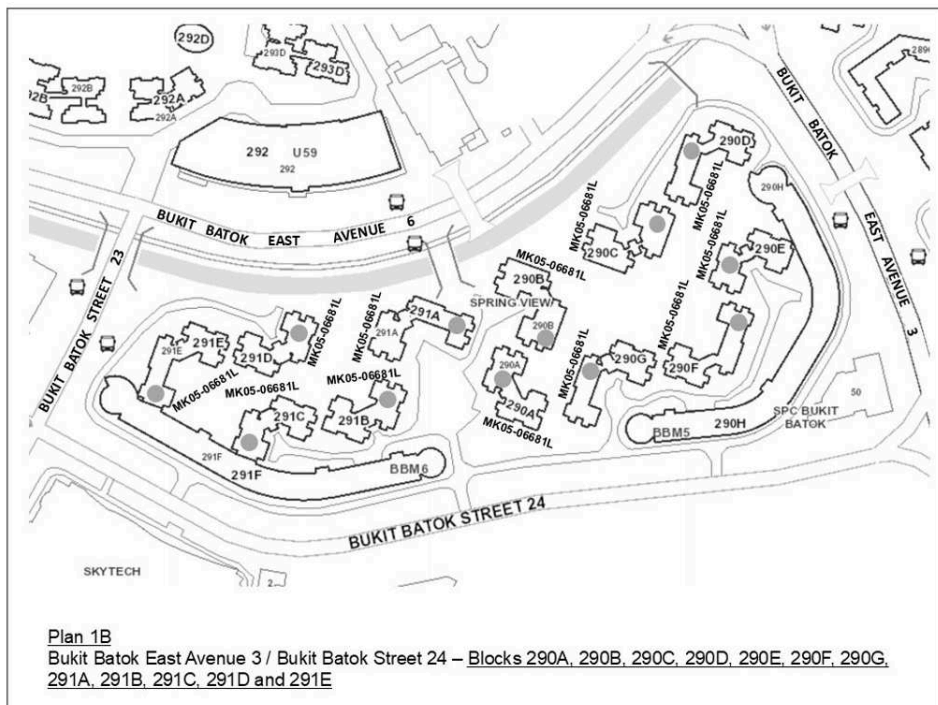 292D
293D
293D
292B
292B
292A
292A
292
U59
292
BUKIT BATOK EAST AVENUE 6
BUKIT BATOK EAST AVENUE 3
BUKIT BATOK STREET 23
290D
290H
MK05-06681L
MK05-06681L
MK05-06681L
290C
290E
MK05-06681L
290B
SPRING VIEW
290B
MK05-06681L
MK05-06681L
291A
291A
MK05-06681L
MK05-06681L
291E
291E
291D
MK05-06681L
MK05-06681L
290A
290A
MK05-06681L
290G
290F
291C
291B
291F
291F
BBM6
BBM5
290H
SPC BUKIT
BATOK
50
BUKIT BATOK STREET 24
SKYTECH
2
Plan 1B
Bukit Batok East Avenue 3 / Bukit Batok Street 24 – Blocks 290A, 290B, 290C, 290D, 290E, 290F, 290G,
291A, 291B, 291C, 291D and 291E